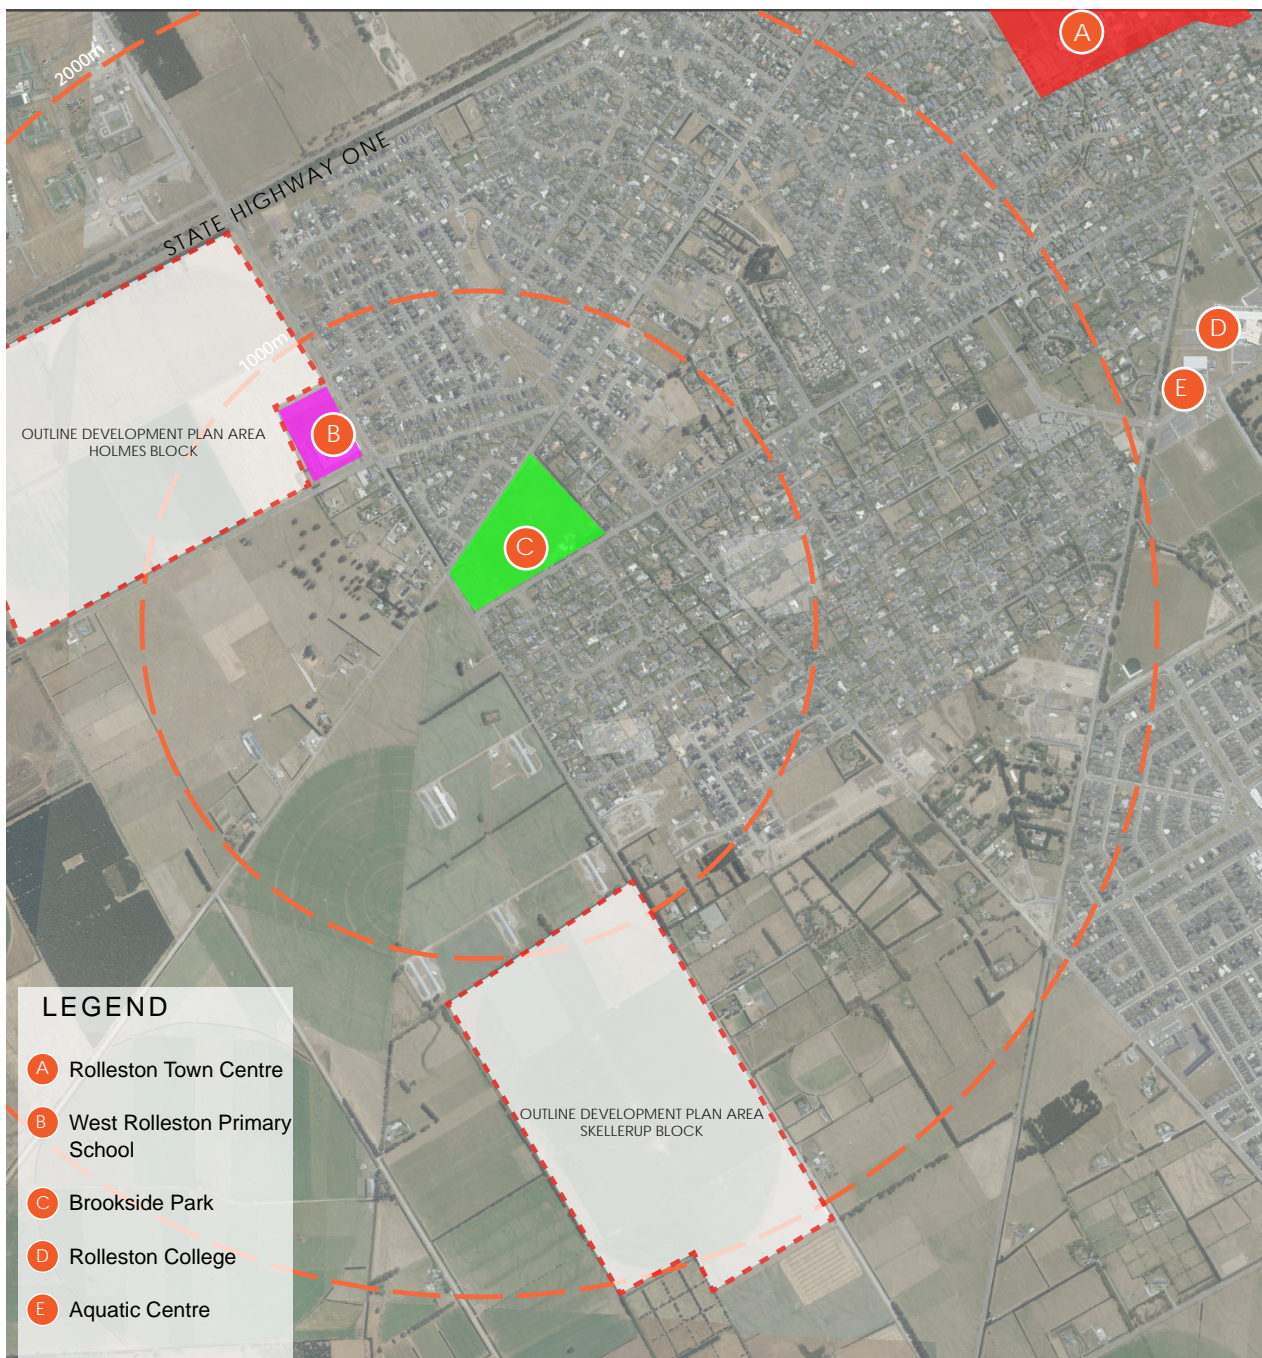 2000m
A
STATE HIGHWAY ONE
D
1000m
E
OUTLINE DEVELOPMENT PLAN AREA
HOLMES BLOCK
B
C
LEGEND
A Rolleston Town Centre
B West Rolleston Primary
School
C Brookside Park
D Rolleston College
E Aquatic Centre
OUTLINE DEVELOPMENT PLAN AREA
SKELLERUP BLOCK